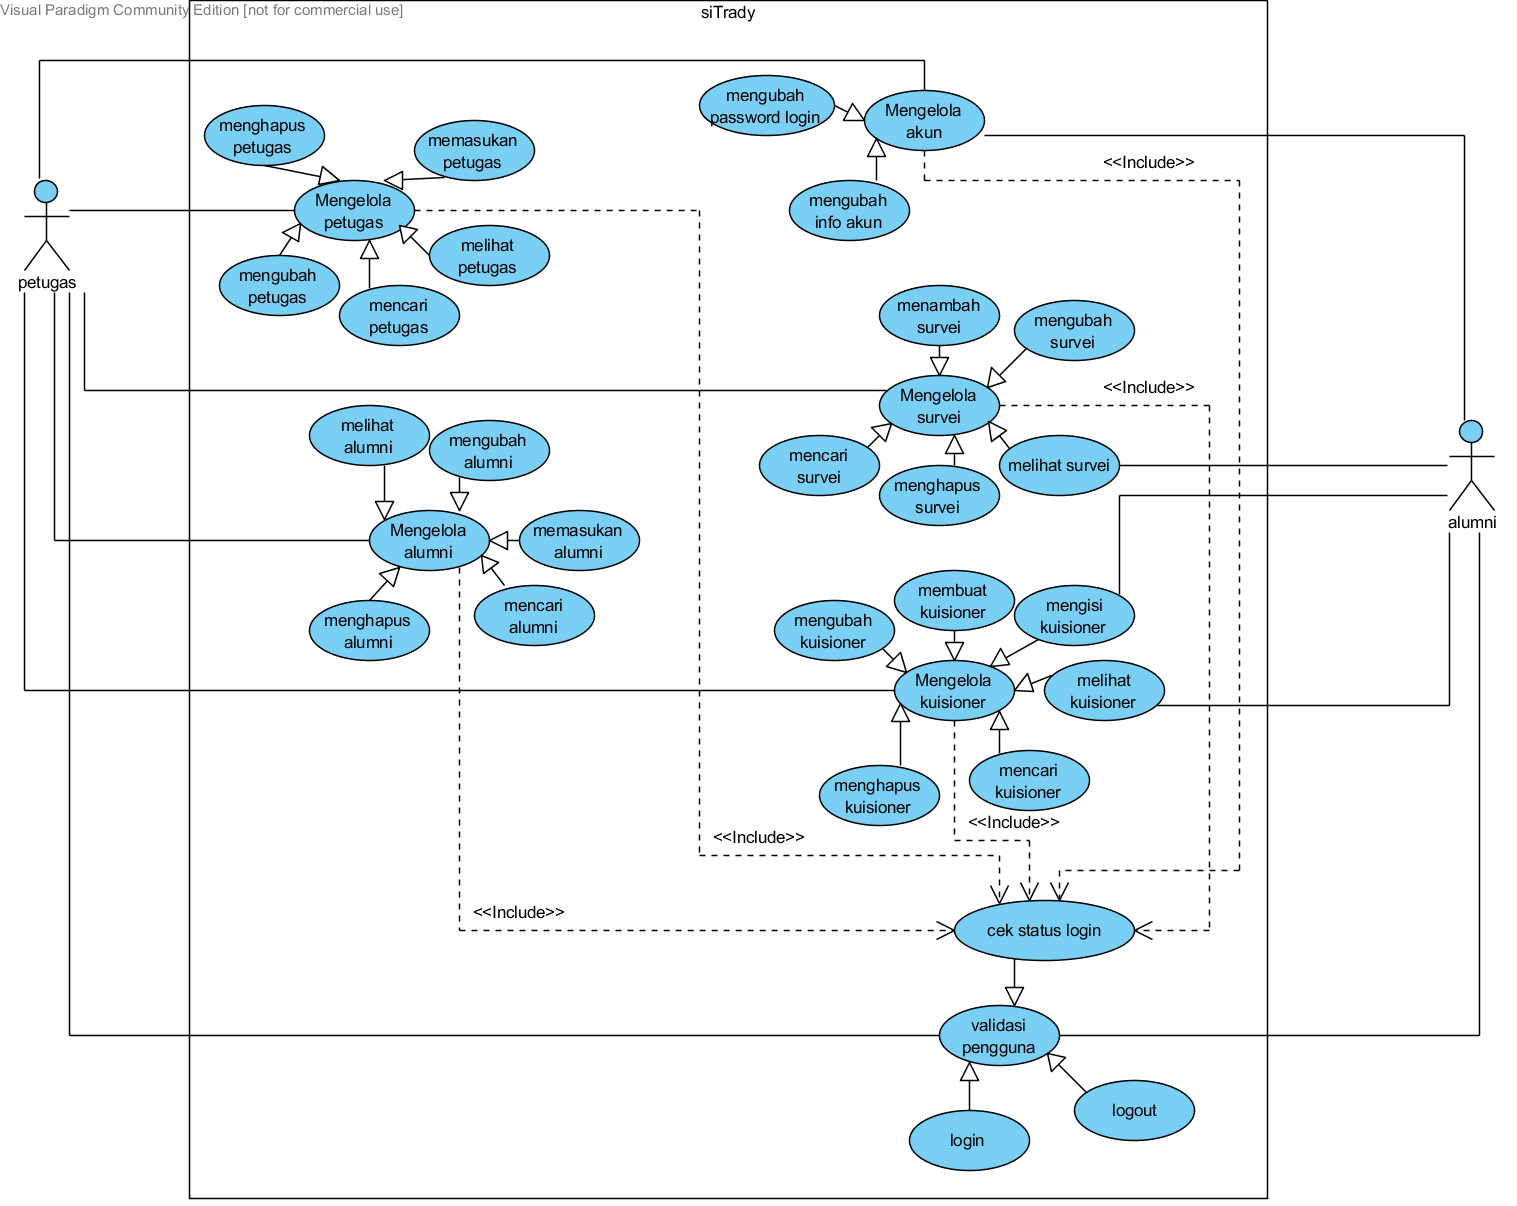 Visual Paradigm Community Edition [not for commercial use]
siTrady
mengubah
password login
Mengelola
akun
menghapus
petugas
memasukan
petugas
<<Include>>
Mengelola
petugas
mengubah
info akun
petugas
melihat
petugas
mengubah
petugas
mencari
petugas
menambah
survei
mengubah
survei
Mengelola
survei
<<Include>>
melihat
alumni
mengubah
alumni
mencari
survei
menghapus
survei
melihat survei
alumni
Mengelola
alumni
memasukan
alumni
menghapus
alumni
mencari
alumni
mengubah
kuisioner
membuat
kuisioner
mengisi
kuisioner
Mengelola
kuisioner
melihat
kuisioner
menghapus
kuisioner
mencari
kuisioner
<<Include>>
<<Include>>
<<Include>>
cek status login
validasi
pengguna
logout
login